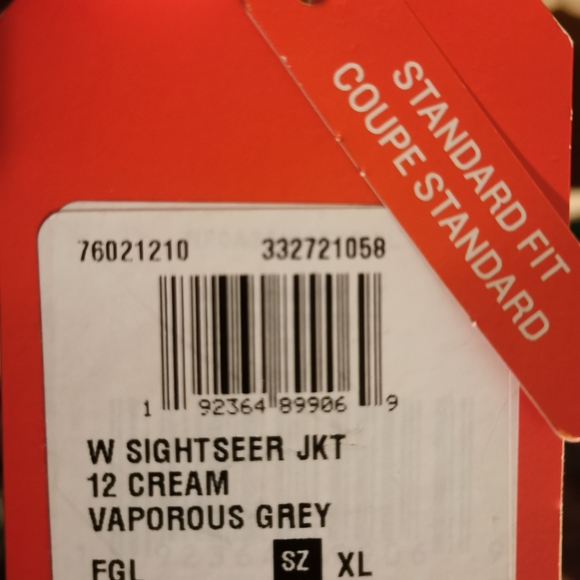 STANDARD FIT
COUPE STANDARD
76021210 332721058
1 92364 89906 9
W SIGHTSEER JKT
12 CREAM
VAPOROUS GREY
FGL SZ XL